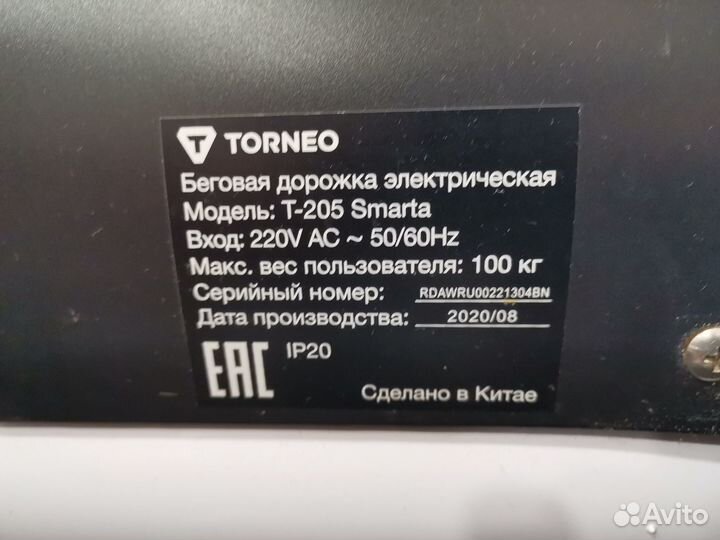 TORNEO
Беговая дорожка электрическая
Модель: T-205 Smarta
Вход: 220V AC ~ 50/60Hz
Макс. вес пользователя: 100 кг
Серийный номер: RDAWRU00221304BN
Дата производства: 2020/08
EAC IP20
Сделано в Китае
Avito